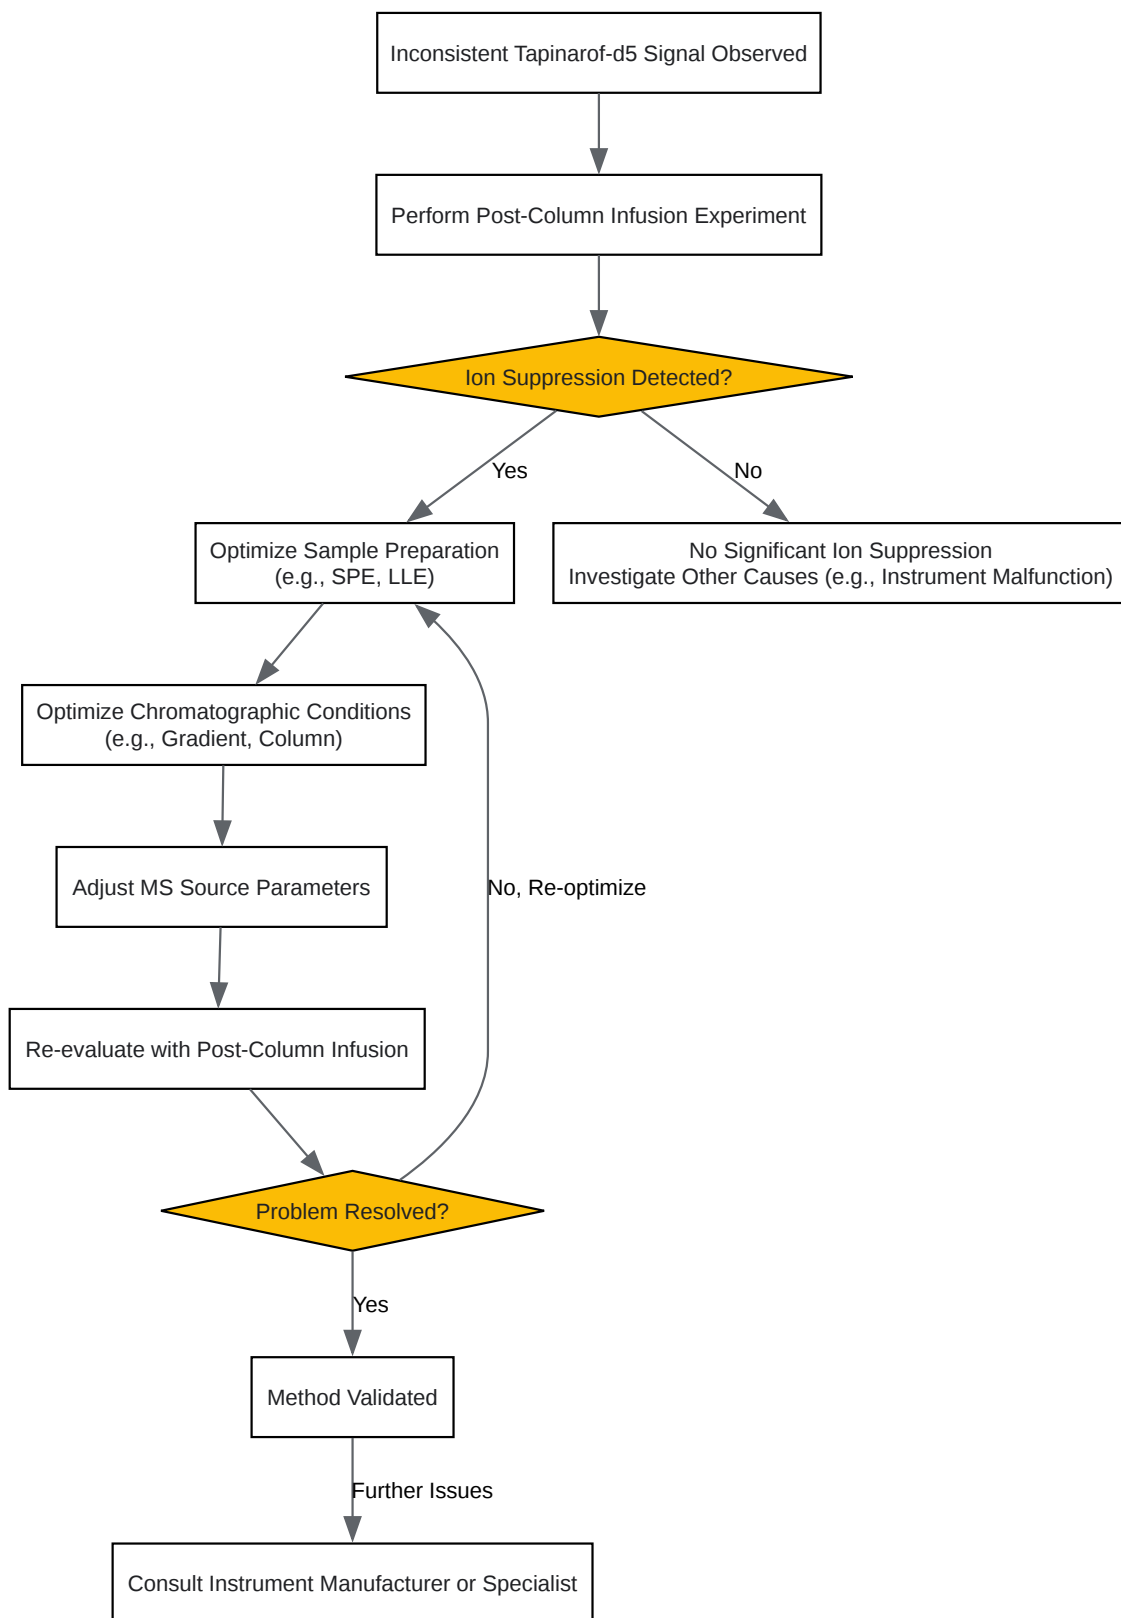 Inconsistent Tapinarof-d5 Signal Observed
Perform Post-Column Infusion Experiment
Ion Suppression Detected?
Yes
No
Optimize Sample Preparation
(e.g., SPE, LLE)
No Significant Ion Suppression
Investigate Other Causes (e.g., Instrument Malfunction)
Optimize Chromatographic Conditions
(e.g., Gradient, Column)
Adjust MS Source Parameters
No, Re-optimize
Re-evaluate with Post-Column Infusion
Problem Resolved?
Yes
Method Validated
Further Issues
Consult Instrument Manufacturer or Specialist